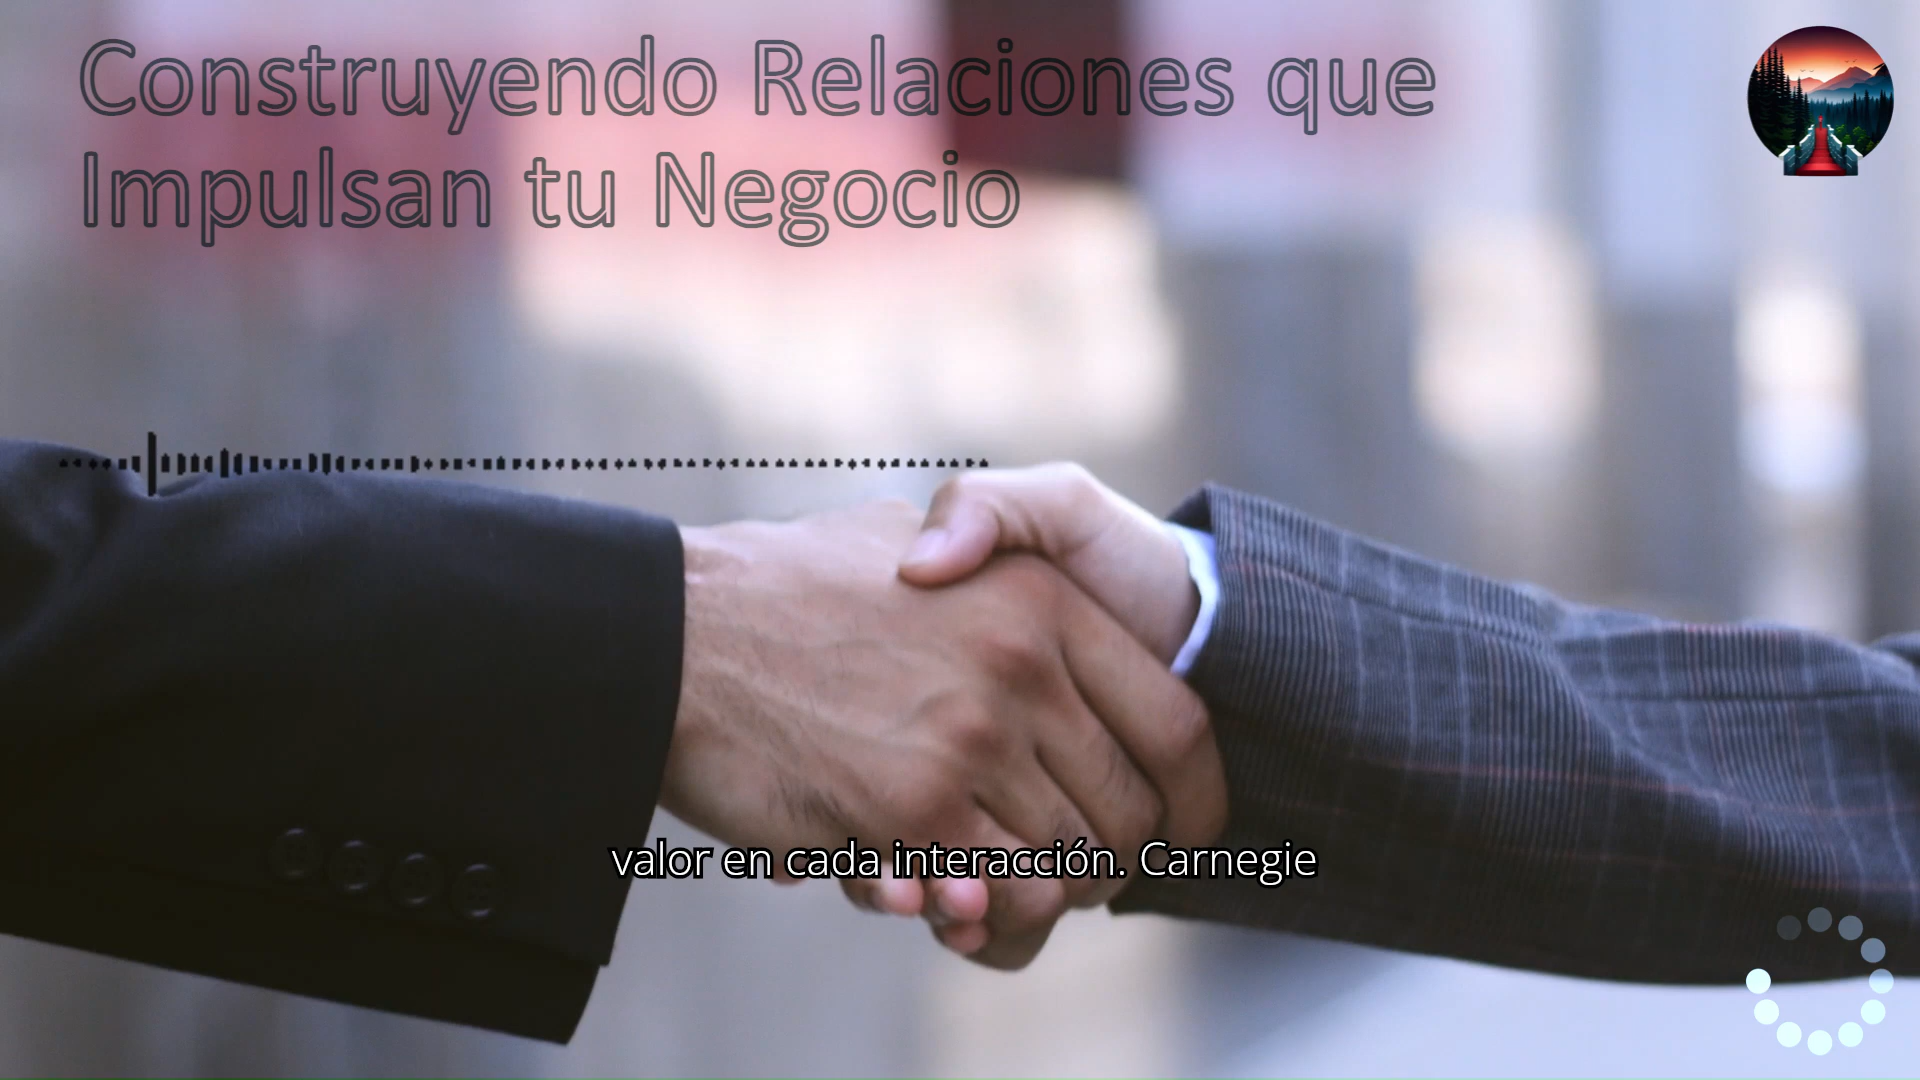 Construyendo Relaciones que
Impulsan tu Negocio
valor en cada interacción. Carnegie